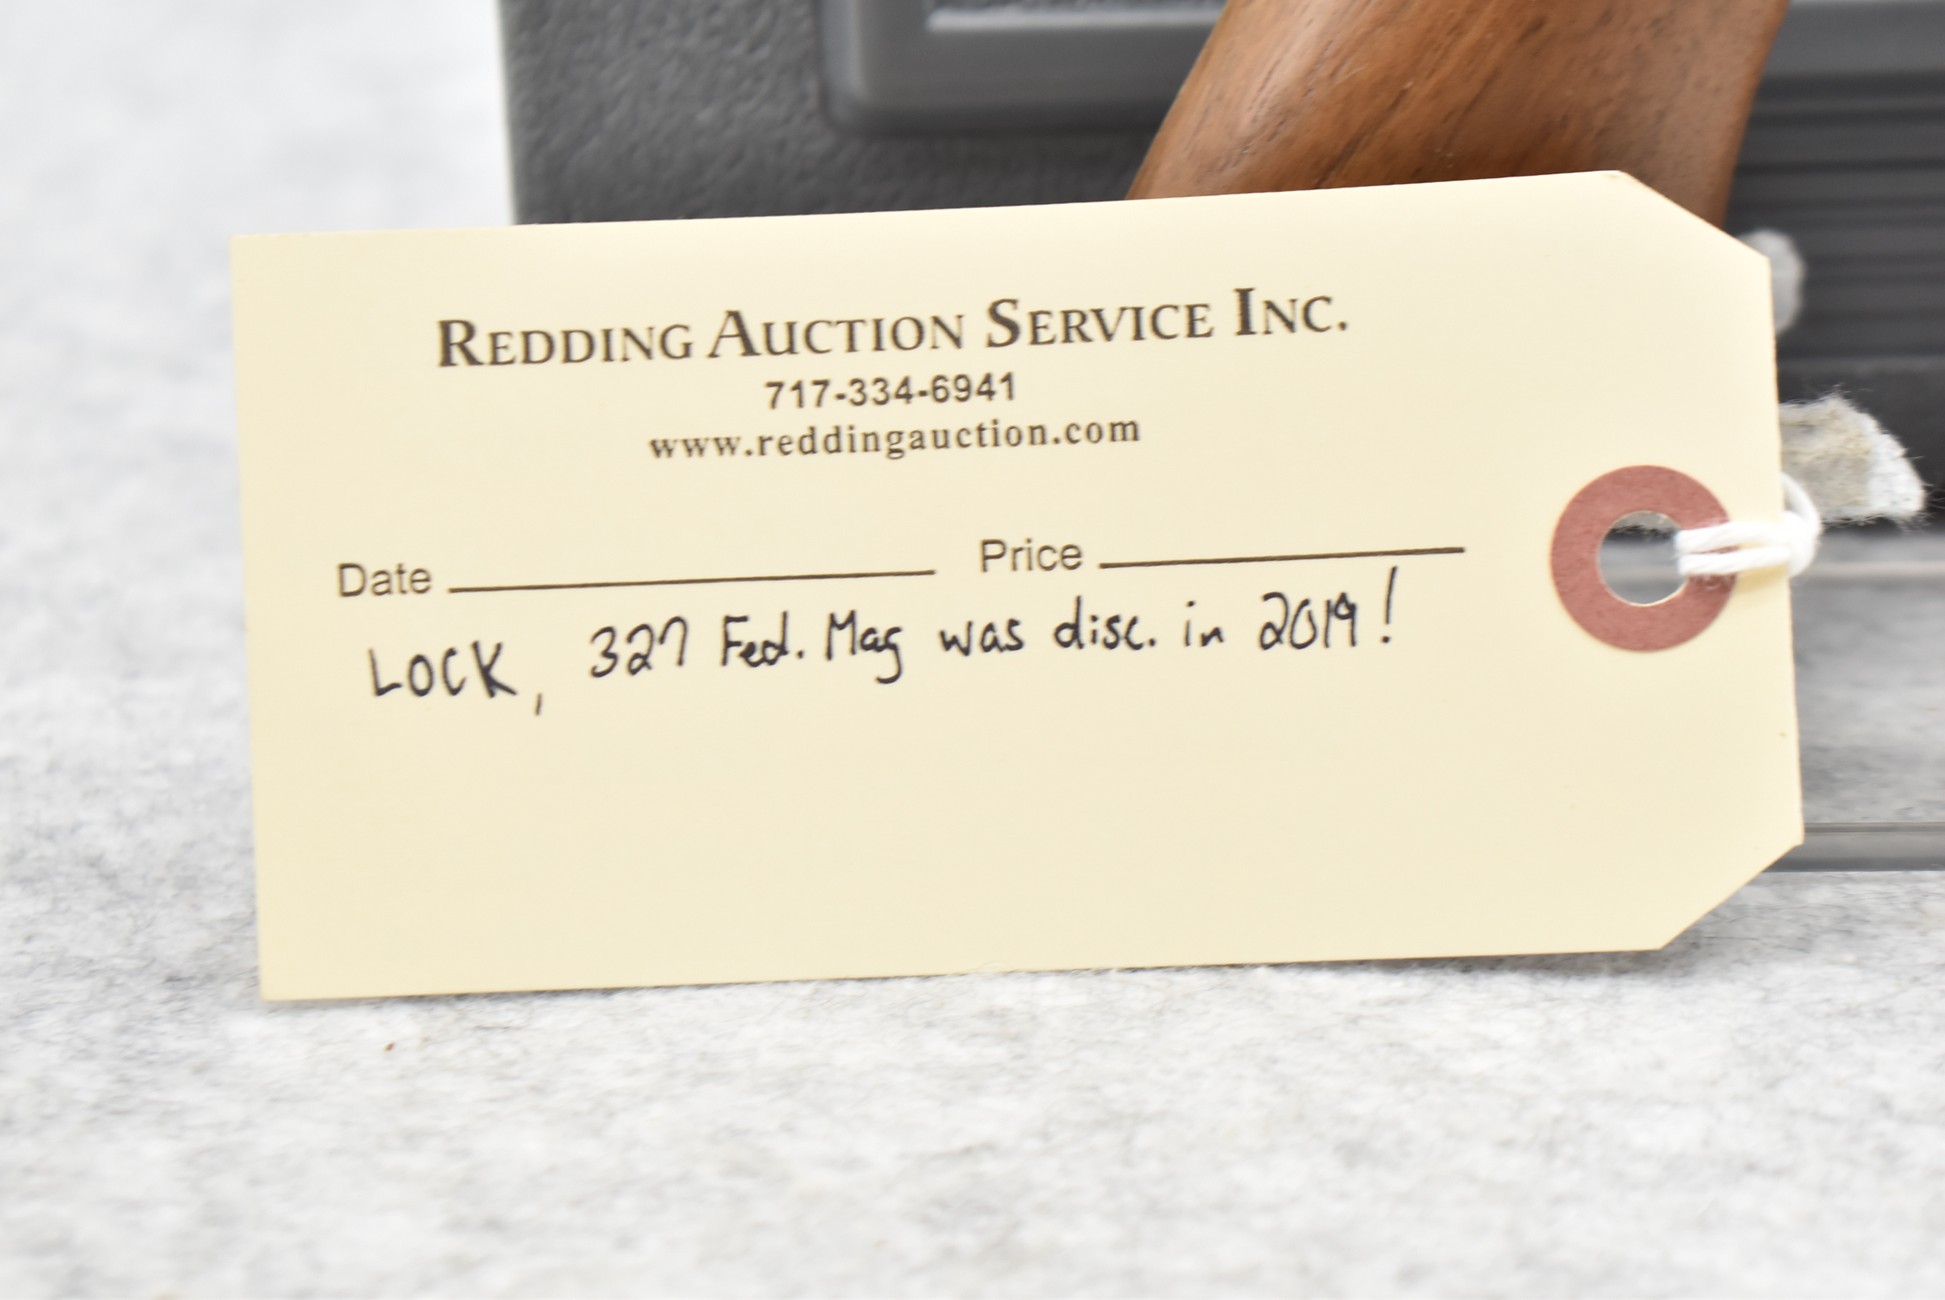 REDDING AUCTION SERVICE INC.
717-334-6941
www.reddingauction.com
Date Price
LOCK, 327 Fed. Mag was disc. in 2019!